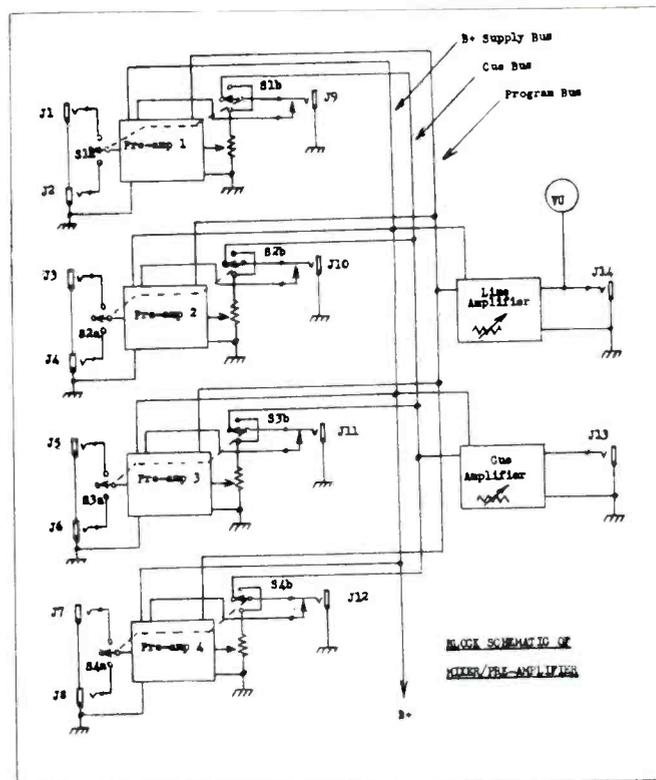 B+ Supply Bus
Cue Bus
Program Bus
S1b
J1
J9
S1a
Pre-amp 1
J2
VU
S2b
J3
J10
J14
Line
Amplifier
S2a
Pre-amp 2
J4
S3b
J5
J11
J13
Cue
Amplifier
S3a
Pre-amp 3
J6
S4b
J7
J12
S4a
Pre-amp 4
BLOCK SCHEMATIC OF
MIXER/PRE-AMPLIFIER
J8
B+